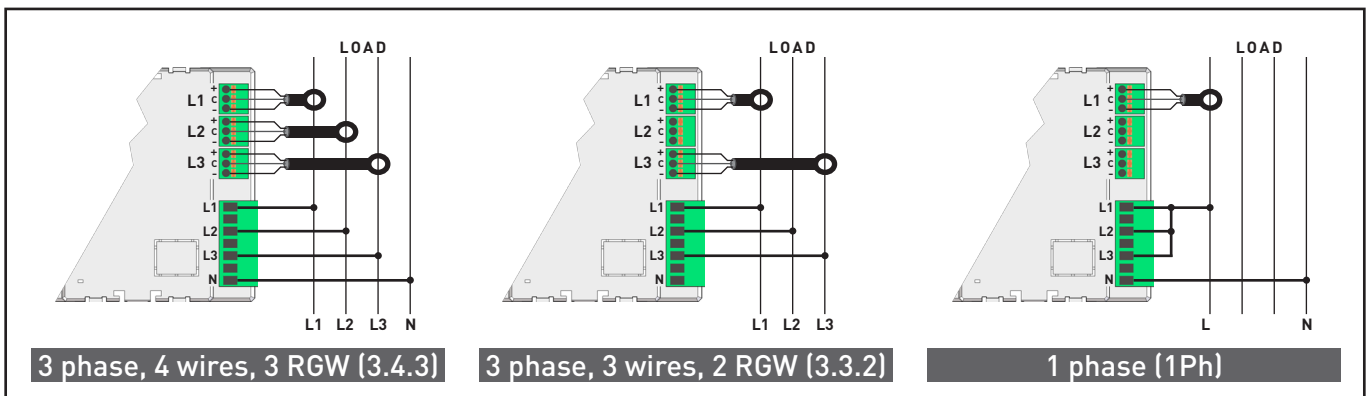 LOAD
+
L1 c
-
+
L2 c
-
+
L3 c
-
L1
L2
L3
N
L1 L2 L3 N
3 phase, 4 wires, 3 RGW (3.4.3)
LOAD
+
L1 c
-
+
L2 c
-
+
L3 c
-
L1
L2
L3
N
L1 L2 L3
3 phase, 3 wires, 2 RGW (3.3.2)
LOAD
+
L1 c
-
+
L2 c
-
+
L3 c
-
L1
L2
L3
N
L N
1 phase (1Ph)